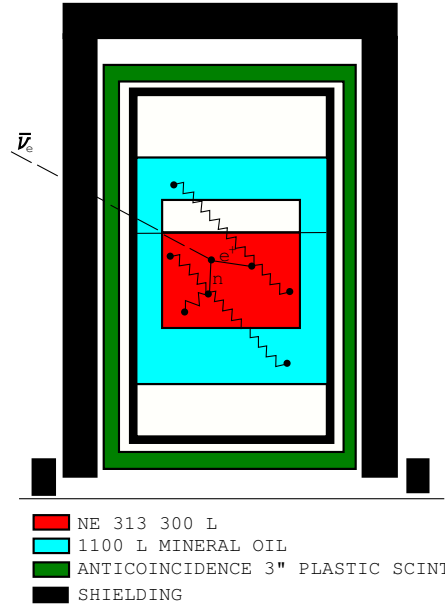 ν̄e
e+
n
NE 313 300 L
1100 L MINERAL OIL
ANTICOINCIDENCE 3" PLASTIC SCINT
SHIELDING